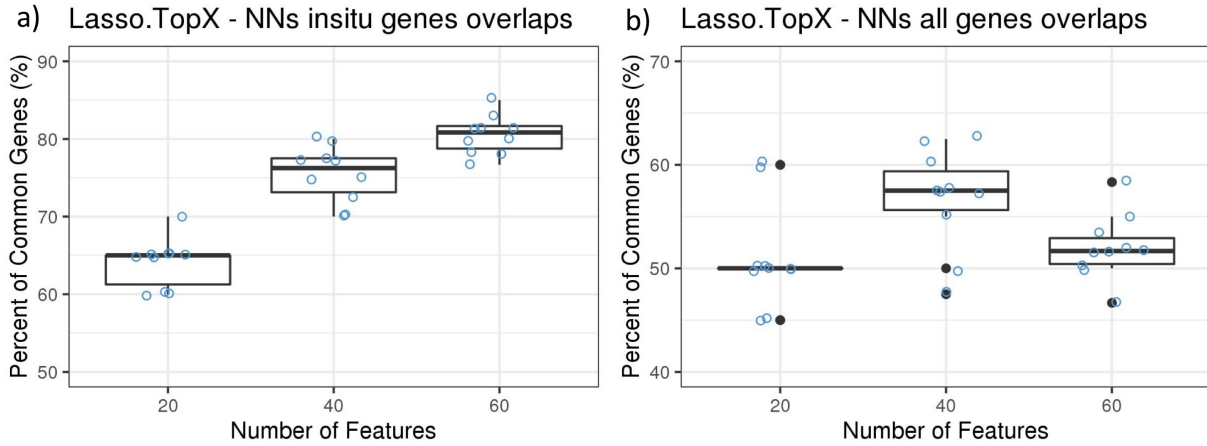 a) Lasso.TopX - NNs insitu genes overlaps
Percent of Common Genes (%)
90
80
70
60
50
20 40 60
Number of Features
b) Lasso.TopX - NNs all genes overlaps
Percent of Common Genes (%)
70
60
50
40
20 40 60
Number of Features